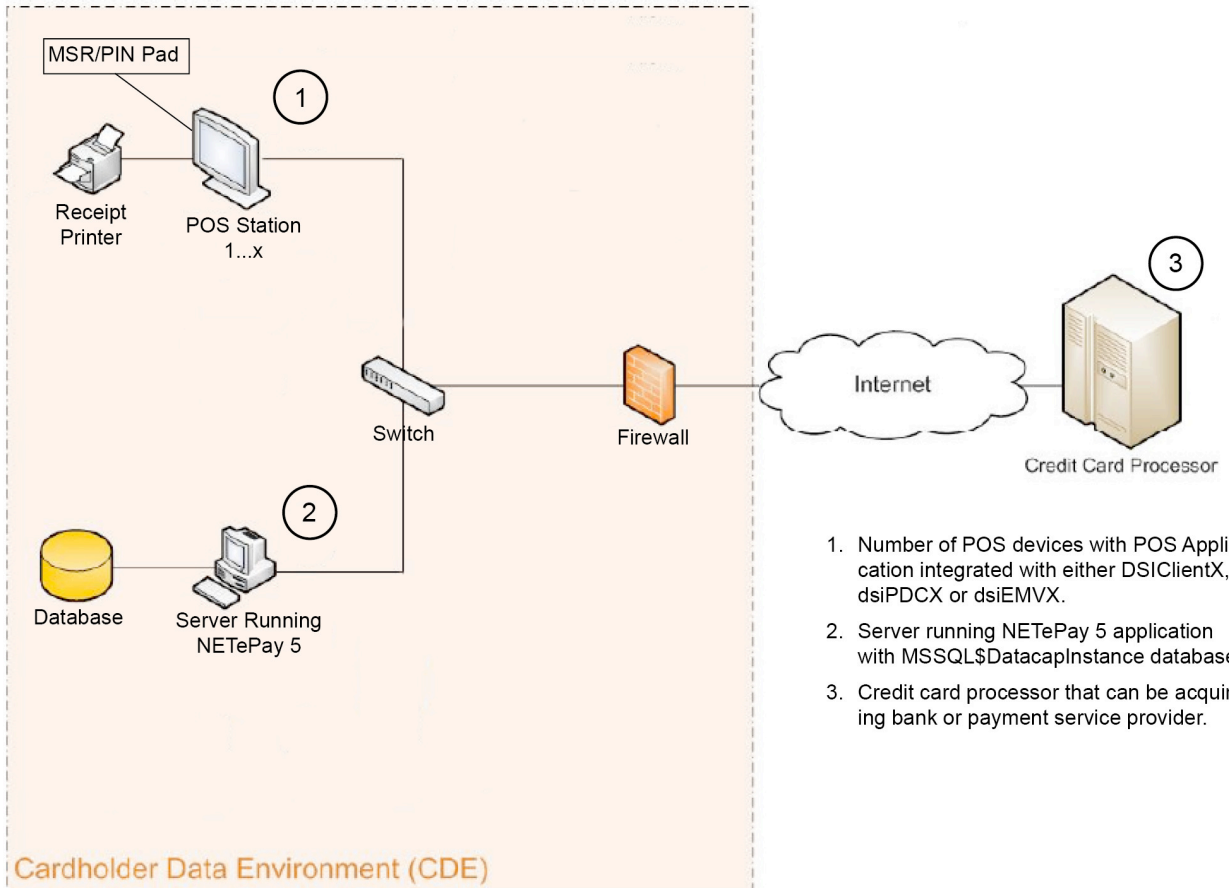 MSR/PIN Pad
1
Receipt
Printer
POS Station
1...x
3
Internet
Switch
Firewall
Credit Card Processor
2
Database
Server Running
NETePay 5
1. Number of POS devices with POS Appli
cation integrated with either DSIClientX,
dsiPDCX or dsiEMVX.
2. Server running NETePay 5 application
with MSSQL$DatacapInstance database
3. Credit card processor that can be acquir
ing bank or payment service provider.
Cardholder Data Environment (CDE)